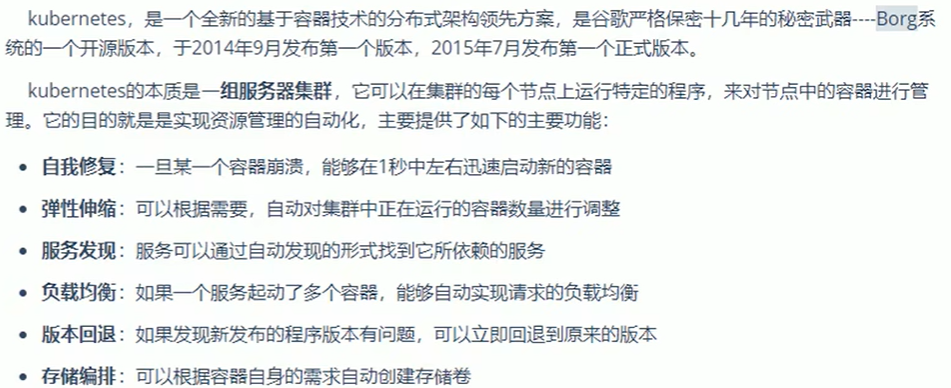 kubernetes，是一个全新的基于容器技术的分布式架构领先方案，是谷歌严格保密十几年的秘密武器----Borg系
统的一个开源版本，于2014年9月发布第一个版本，2015年7月发布第一个正式版本。
kubernetes的本质是一组服务器集群，它可以在集群的每个节点上运行特定的程序，来对节点中的容器进行管
理。它的目的就是是实现资源管理的自动化，主要提供了如下的主要功能：
• 自我修复：一旦某一个容器崩溃，能够在1秒中左右迅速启动新的容器
• 弹性伸缩：可以根据需要，自动对集群中正在运行的容器数量进行调整
• 服务发现：服务可以通过自动发现的形式找到它所依赖的服务
• 负载均衡：如果一个服务起动了多个容器，能够自动实现请求的负载均衡
• 版本回退：如果发现新发布的程序版本有问题，可以立即回退到原来的版本
• 存储编排：可以根据容器自身的需求自动创建存储卷